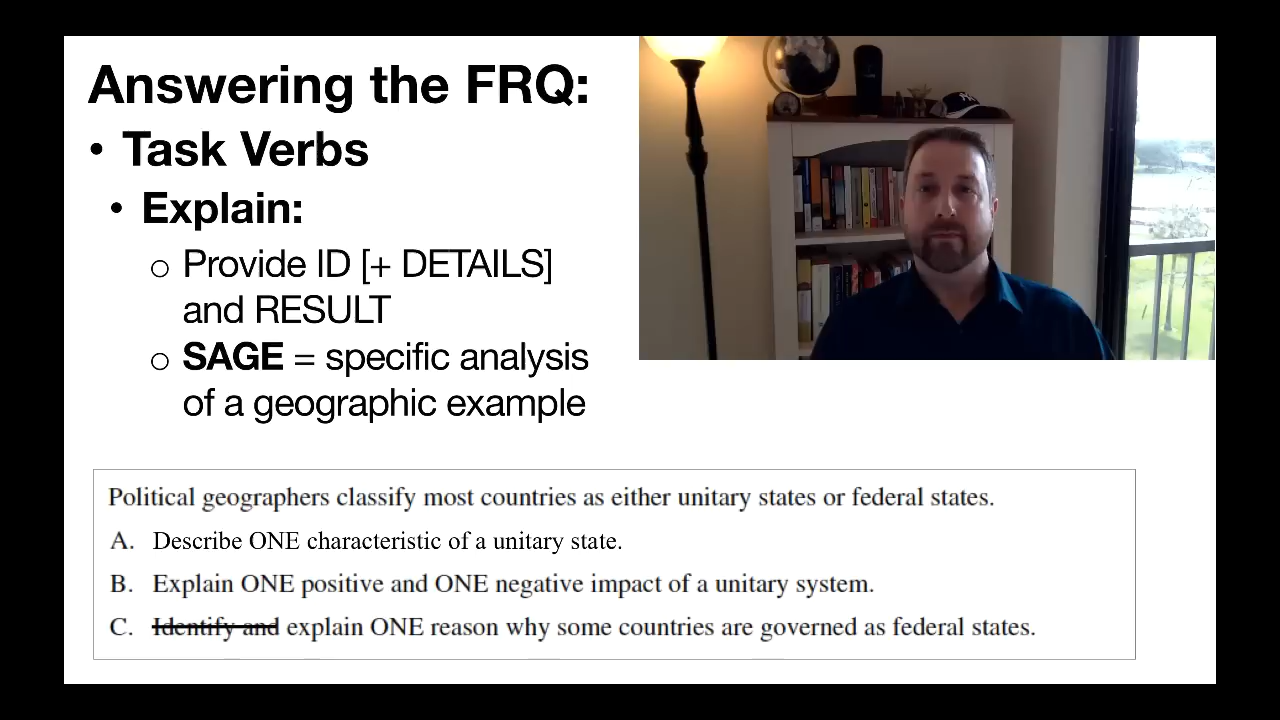 Answering the FRQ:
• Task Verbs
• Explain:
○ Provide ID [+ DETAILS]
and RESULT
○ SAGE = specific analysis
of a geographic example
Political geographers classify most countries as either unitary states or federal states.
A. Describe ONE characteristic of a unitary state.
B. Explain ONE positive and ONE negative impact of a unitary system.
C. Identify and explain ONE reason why some countries are governed as federal states.